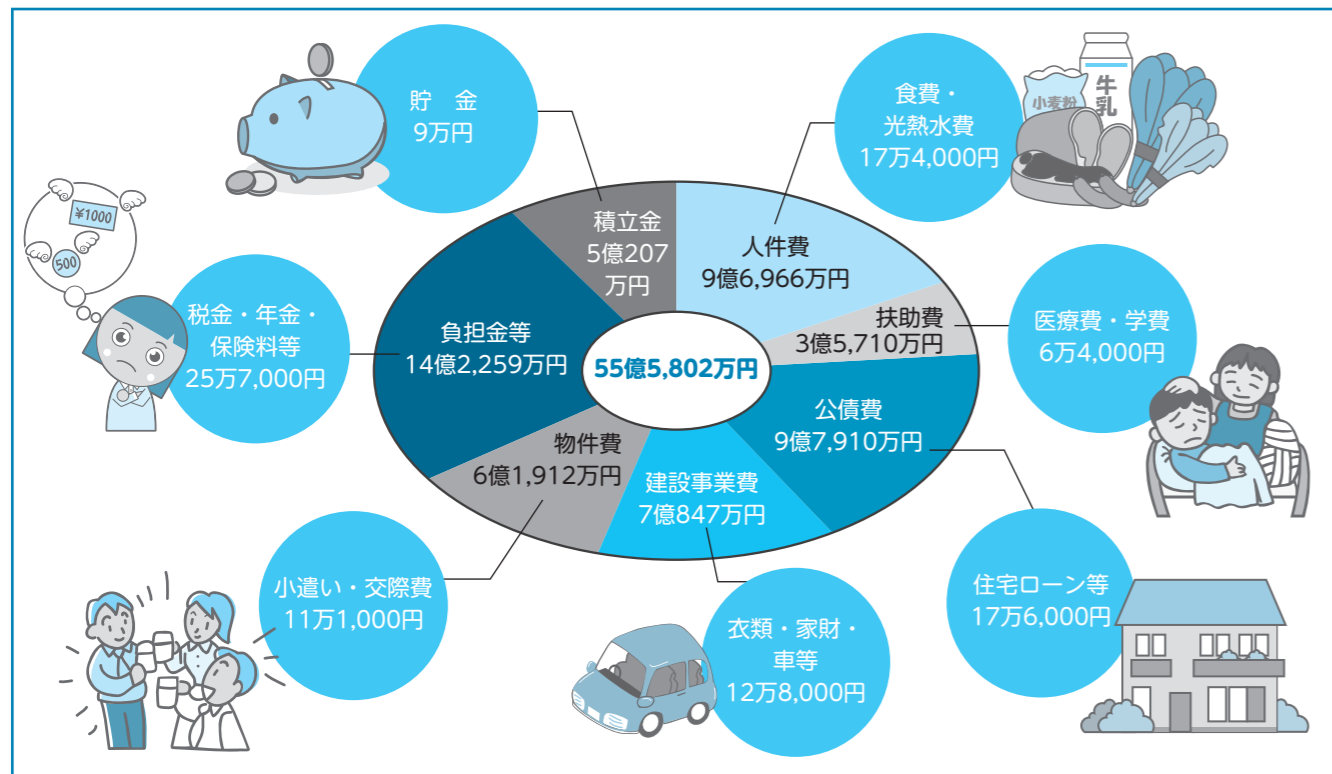 貯　金
9万円
食費・
光熱水費
17万4,000円
小麦粉
牛
乳
¥1000
500
税金・年金・
保険料等
25万7,000円
積立金
5億207
万円
人件費
9億6,966万円
扶助費
3億5,710万円
医療費・学費
6万4,000円
負担金等
14億2,259万円
55億5,802万円
公債費
9億7,910万円
物件費
6億1,912万円
建設事業費
7億847万円
小遣い・交際費
11万1,000円
衣類・家財・
車等
12万8,000円
住宅ローン等
17万6,000円